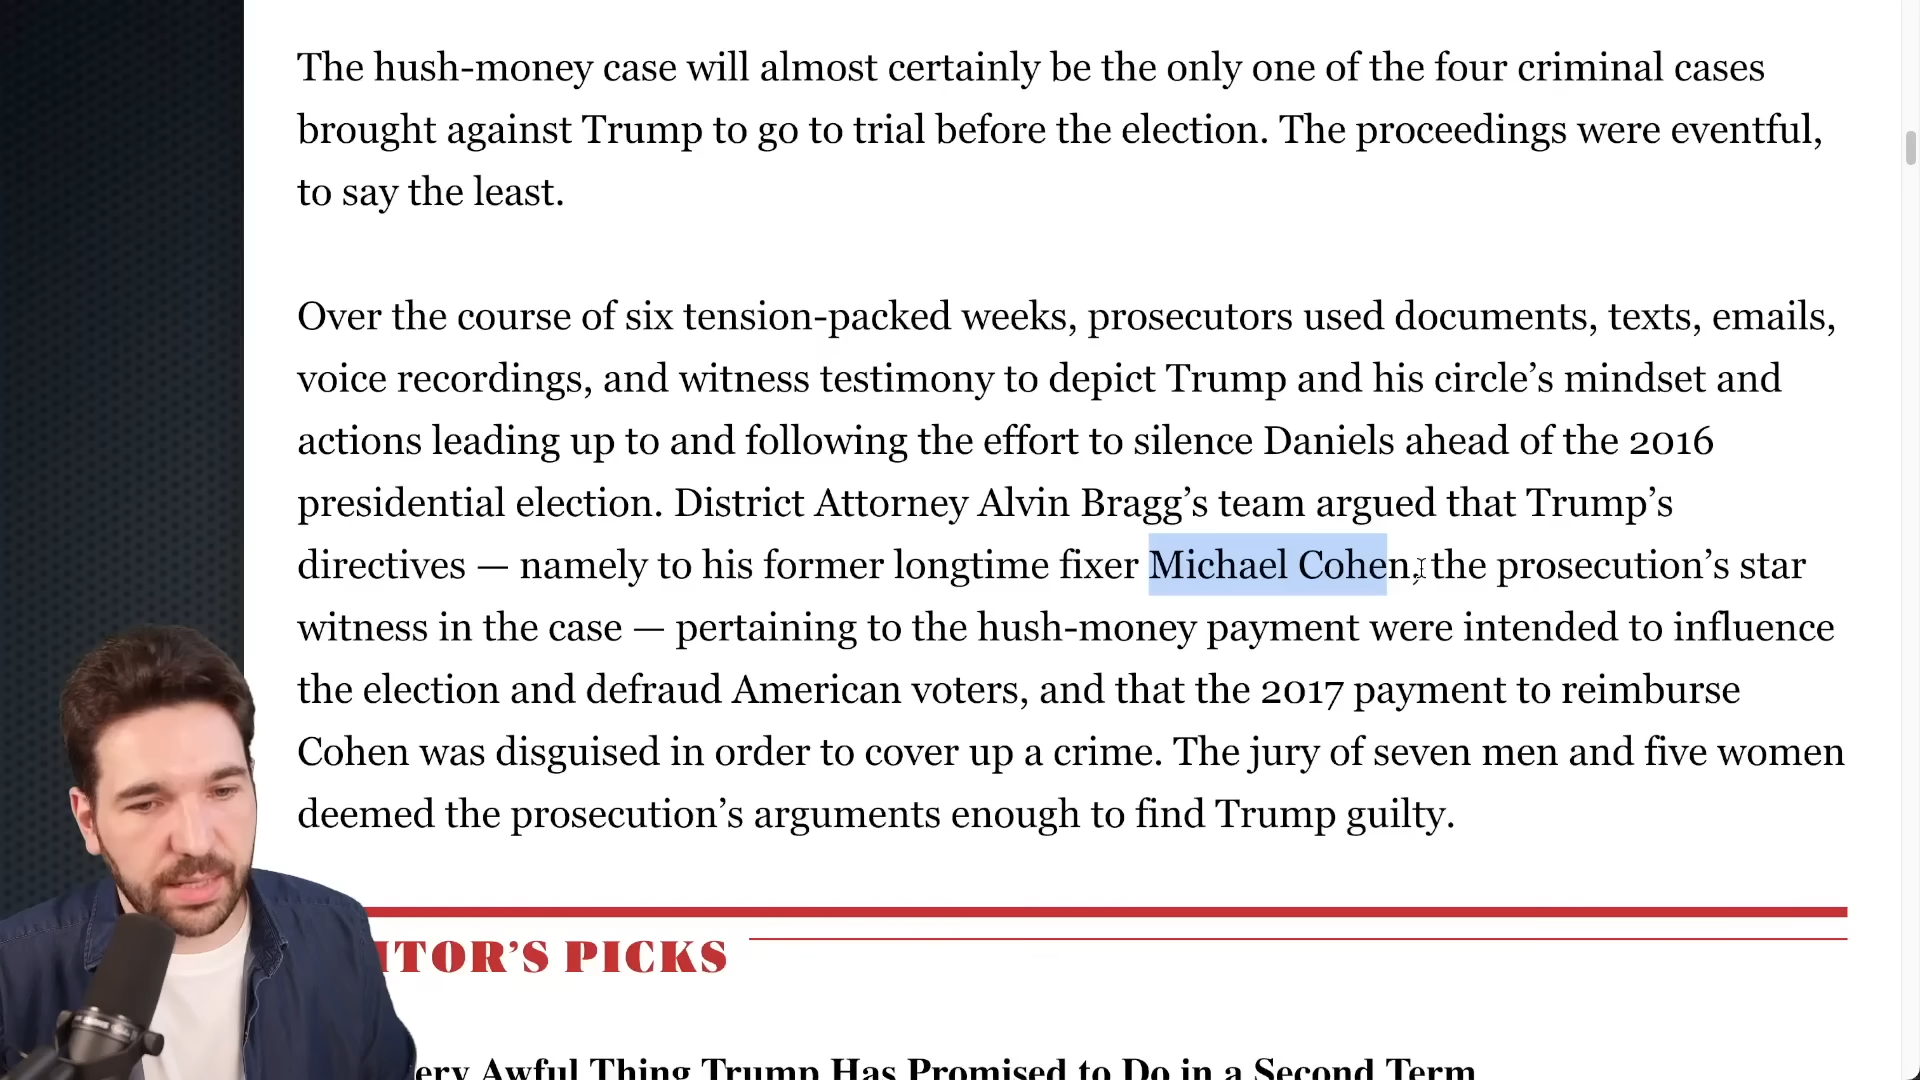 The hush-money case will almost certainly be the only one of the four criminal cases
brought against Trump to go to trial before the election. The proceedings were eventful,
to say the least.
Over the course of six tension-packed weeks, prosecutors used documents, texts, emails,
voice recordings, and witness testimony to depict Trump and his circle’s mindset and
actions leading up to and following the effort to silence Daniels ahead of the 2016
presidential election. District Attorney Alvin Bragg’s team argued that Trump’s
directives — namely to his former longtime fixer Michael Cohen, the prosecution’s star
witness in the case — pertaining to the hush-money payment were intended to influence
the election and defraud American voters, and that the 2017 payment to reimburse
Cohen was disguised in order to cover up a crime. The jury of seven men and five women
deemed the prosecution’s arguments enough to find Trump guilty.
ITOR’S PICKS
ery Awful Thing Trump Has Promised to Do in a Second Term